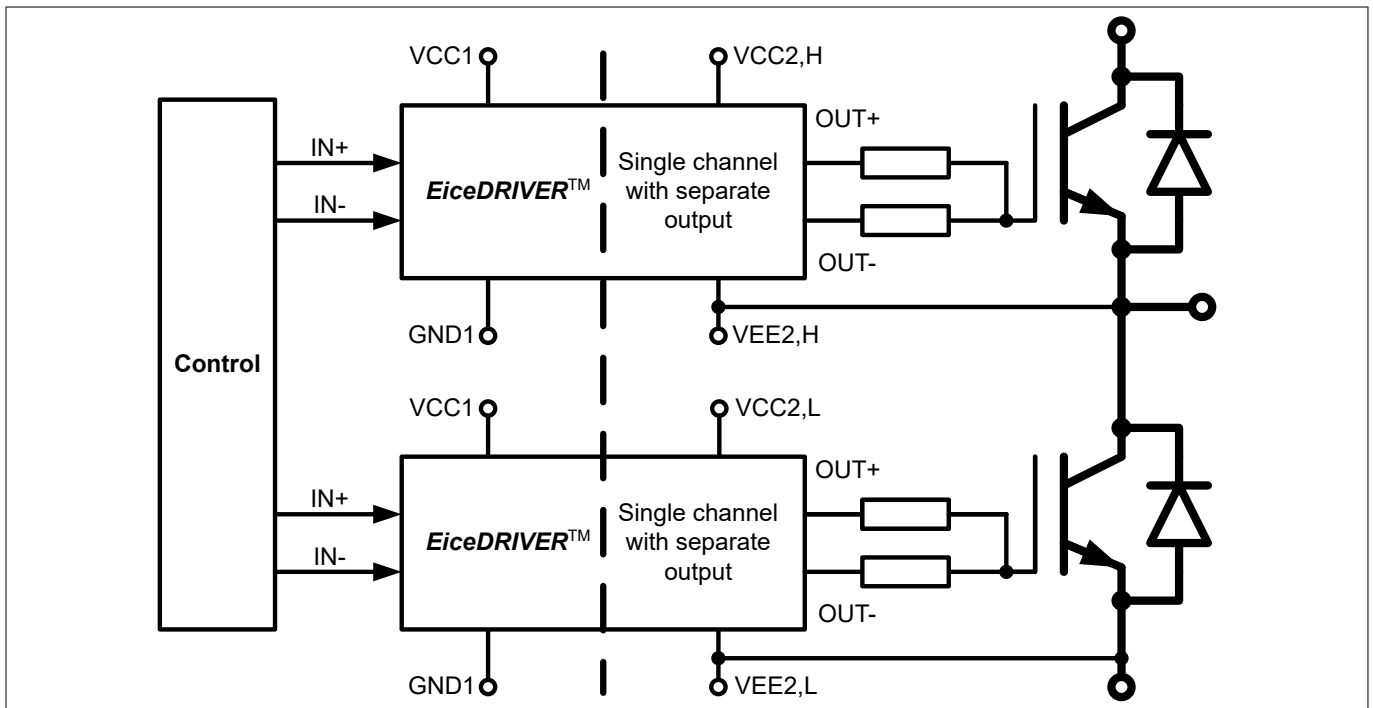 VCC1
VCC2,H
OUT+
IN+
IN-
EiceDRIVER™
Single channel
with separate
output
OUT-
GND1
VEE2,H
Control
VCC1
VCC2,L
OUT+
IN+
IN-
EiceDRIVER™
Single channel
with separate
output
OUT-
GND1
VEE2,L